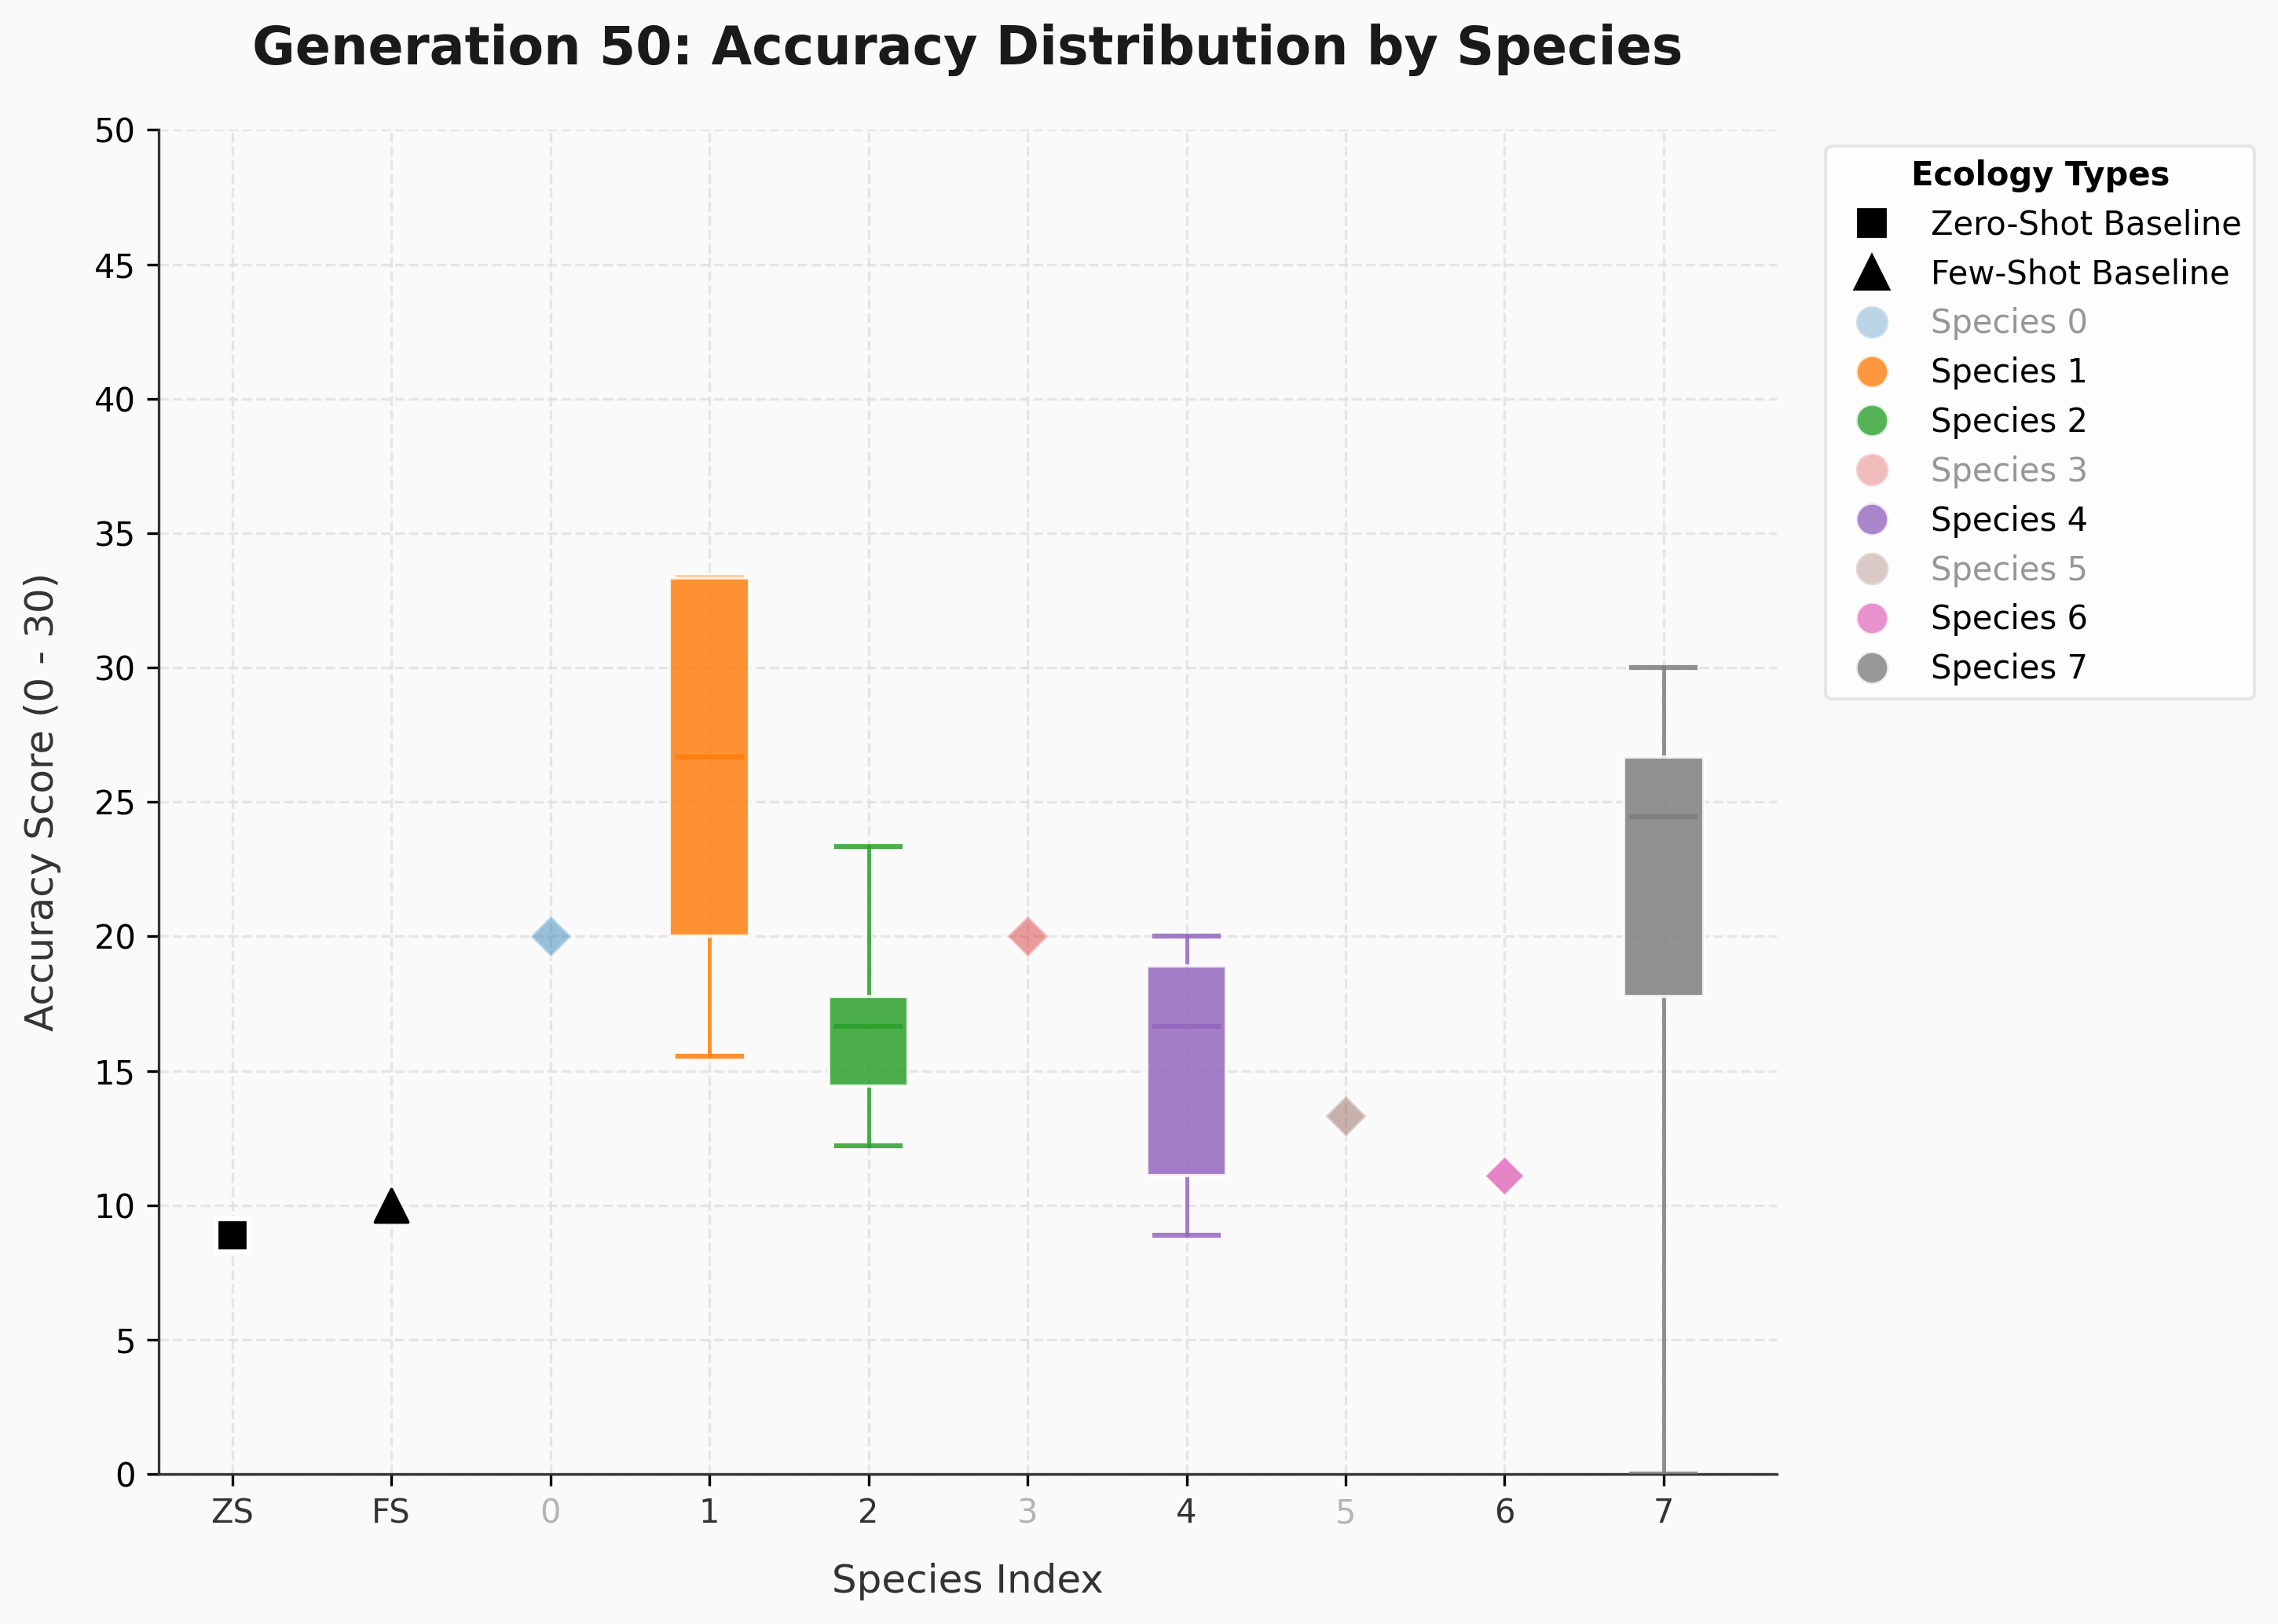 Generation 50: Accuracy Distribution by Species
Accuracy Score (0 - 30)
50
45
40
35
30
25
20
15
10
5
0
ZS FS 0 1 2 3 4 5 6 7
Species Index
Ecology Types
Zero-Shot Baseline
Few-Shot Baseline
Species 0
Species 1
Species 2
Species 3
Species 4
Species 5
Species 6
Species 7